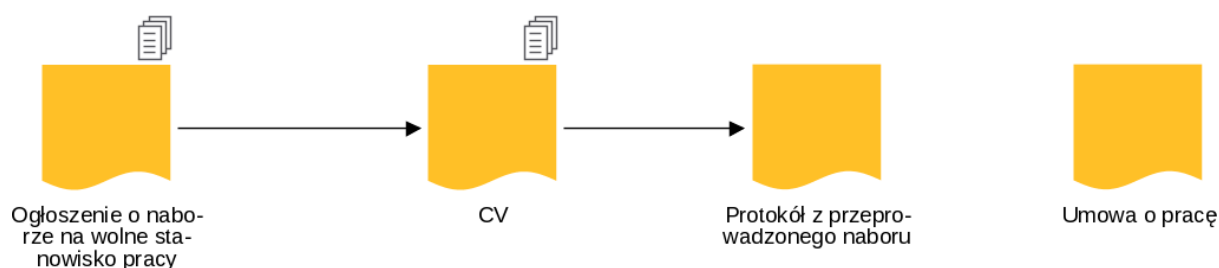 Ogłoszenie o nabo-
rze na wolne sta-
nowisko pracy
CV
Protokół z przepro-
wadzonego naboru
Umowa o pracę